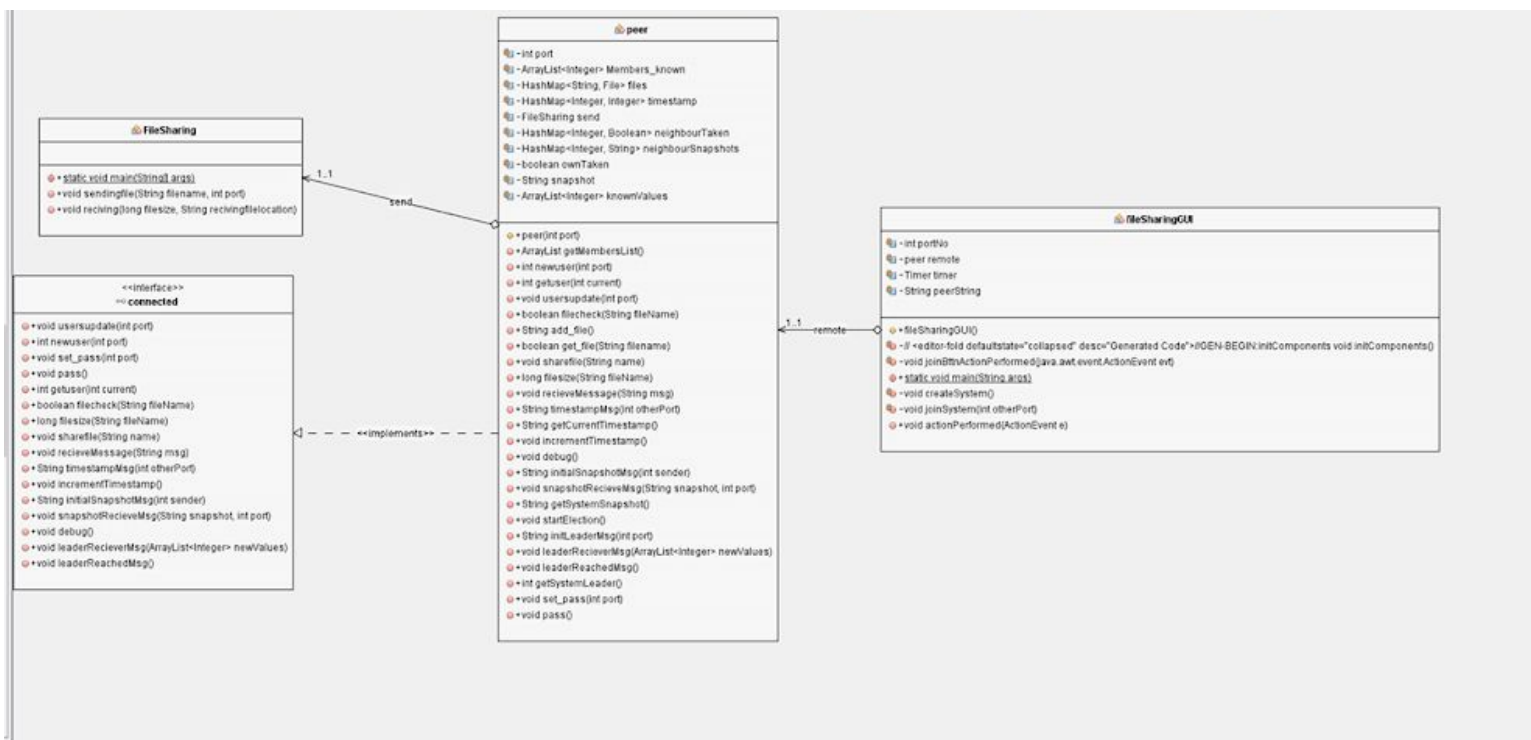 FileSharing
+ static void main(String[] args)
+ void sendingfile(String filename, int port)
+ void reciving(long filesize, String recivingfilelocation)
<<interface>>
connected
+ void usersupdate(int port)
+ int newuser(int port)
+ void set_pass(int port)
+ void pass()
+ int getuser(int current)
+ boolean filecheck(String fileName)
+ long filesize(String fileName)
+ void sharefile(String name)
+ void recieveMessage(String msg)
+ String timestampMsg(int otherPort)
+ void incrementTimestamp()
+ String initialSnapshotMsg(int sender)
+ void snapshotRecieveMsg(String snapshot, int port)
+ void debug()
+ void leaderRecieverMsg(ArrayList<Integer> newValues)
+ void leaderReachedMsg()
1..1
send
<<implements>>
peer
- int port
- ArrayList<Integer> Members_known
- HashMap<String, File> files
- HashMap<Integer, Integer> timestamp
- FileSharing send
- HashMap<Integer, Boolean> neighbourTaken
- HashMap<Integer, String> neighbourSnapshots
- boolean ownTaken
- String snapshot
- ArrayList<Integer> knownValues
+ peer(int port)
+ ArrayList getMembersList()
+ int newuser(int port)
+ int getuser(int current)
+ void usersupdate(int port)
+ boolean filecheck(String fileName)
+ String add_file()
+ boolean get_file(String filename)
+ void sharefile(String name)
+ long filesize(String fileName)
+ void recieveMessage(String msg)
+ String timestampMsg(int otherPort)
+ String getCurrentTimestamp()
+ void incrementTimestamp()
+ void debug()
+ String initialSnapshotMsg(int sender)
+ void snapshotRecieveMsg(String snapshot, int port)
+ String getSystemSnapshot()
+ void startElection()
+ String initLeaderMsg(int port)
+ void leaderRecieverMsg(ArrayList<Integer> newValues)
+ void leaderReachedMsg()
+ int getSystemLeader()
+ void set_pass(int port)
+ void pass()
1..1
remote
fileSharingGUI
- int portNo
- peer remote
- Timer timer
- String peerString
+ fileSharingGUI()
- // <editor-fold defaultstate="collapsed" desc="Generated Code">//GEN-BEGIN:initComponents void initComponents()
- void joinBttnActionPerformed(java.awt.event.ActionEvent evt)
+ static void main(String args)
- void createSystem()
- void joinSystem(int otherPort)
+ void actionPerformed(ActionEvent e)